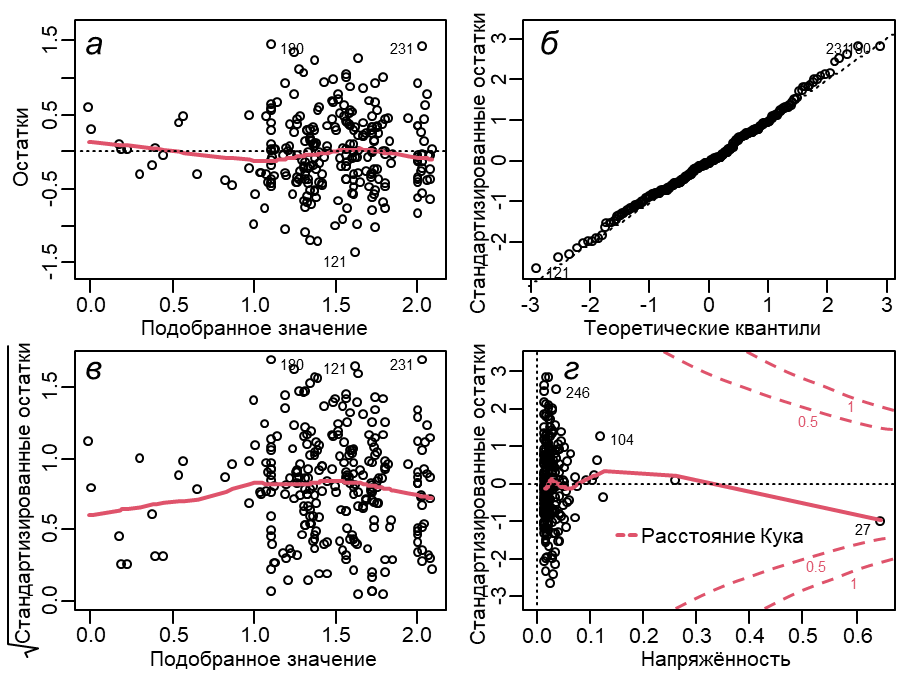 а
Остатки
1.5
0.5
-0.5
-1.5
180
231
121
0.0 0.5 1.0 1.5 2.0
Подобранное значение
б
Стандартизированные остатки
3
2
1
0
-1
-2
231180
121
-3 -2 -1 0 1 2 3
Теоретические квантили
в
√Стандартизированные остатки
1.5
1.0
0.5
0.0
180
121
231
0.0 0.5 1.0 1.5 2.0
Подобранное значение
г
Стандартизированные остатки
3
2
1
0
-1
-2
-3
246
104
27
1
0.5
Расстояние Кука
0.5
1
0.0 0.1 0.2 0.3 0.4 0.5 0.6
Напряжённость